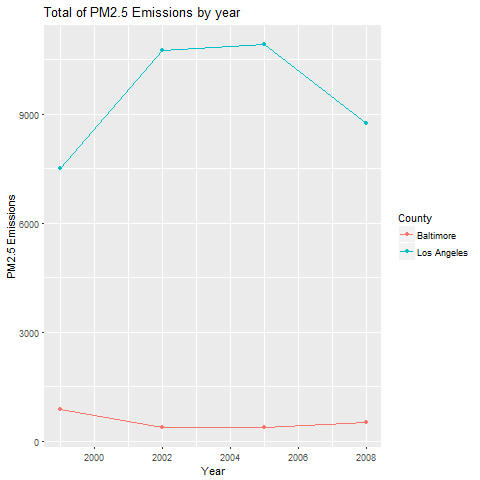 Total of PM2.5 Emissions by year
PM2.5 Emissions
9000
6000
3000
0
2000 2002 2004 2006 2008
Year
County
Baltimore
Los Angeles